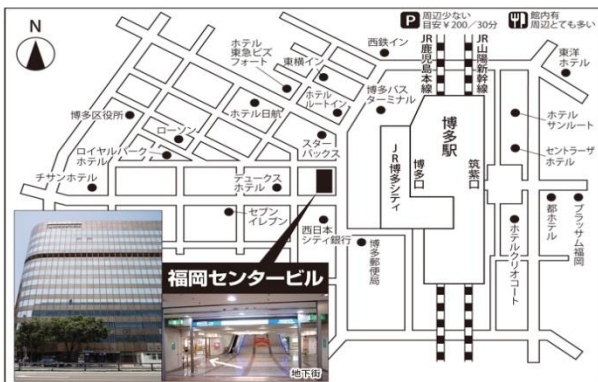 N
P 周辺少ない
目安￥200／30分
館内有
周辺とても多い
西鉄イン
JR鹿児島本線
JR山陽新幹線
東洋
ホテル
ホテル
東急ビズ
フォート
東横イン
ホテル
ルートイン
博多バス
ターミナル
ホテル日航
博多区役所
ローソン
ロイヤルパーク
ホテル
スター
バックス
博多駅
博多口
筑紫口
JR博多シティ
ホテル
サンルート
セントラーザ
ホテル
チサンホテル
デュークス
ホテル
セブン
イレブン
西日本
シティ銀行
博多郵便局
ホテルクリオコート
都ホテル
ブラッサム福岡
福岡センタービル
地下街